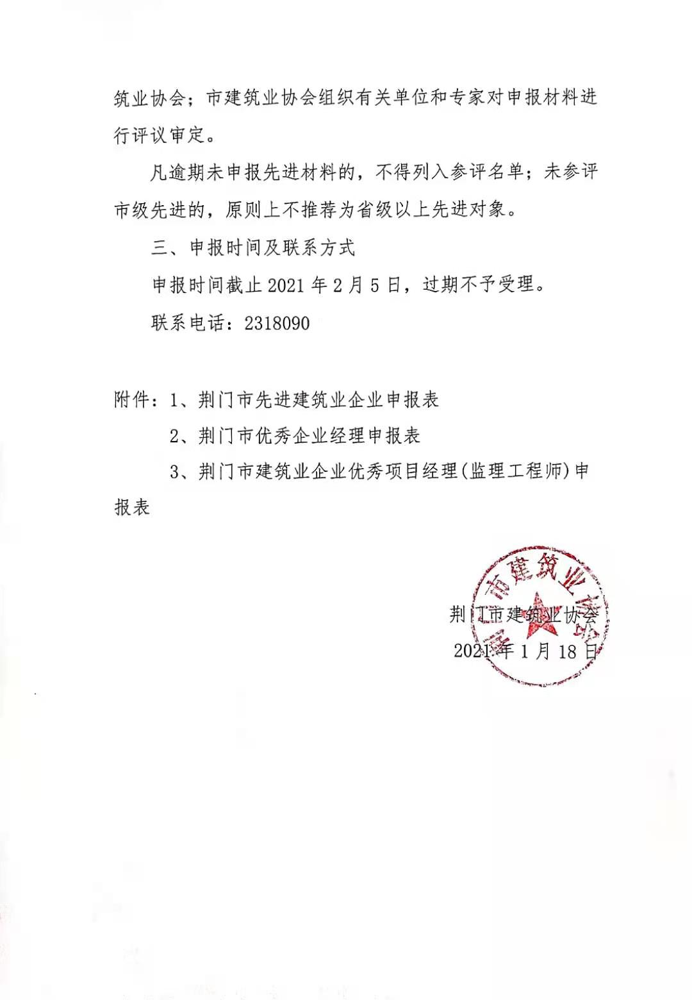 筑业协会；市建筑业协会组织有关单位和专家对申报材料进
行评议审定。
凡逾期未申报先进材料的，不得列入参评名单；未参评
市级先进的，原则上不推荐为省级以上先进对象。
三、申报时间及联系方式
申报时间截止 2021 年 2 月 5 日，过期不予受理。
联系电话：2318090
附件：1、荆门市先进建筑业企业申报表
2、荆门市优秀企业经理申报表
3、荆门市建筑业企业优秀项目经理(监理工程师)申
报表
荆门市建筑业协会
荆门市建筑业协会
2021 年 1 月 18 日